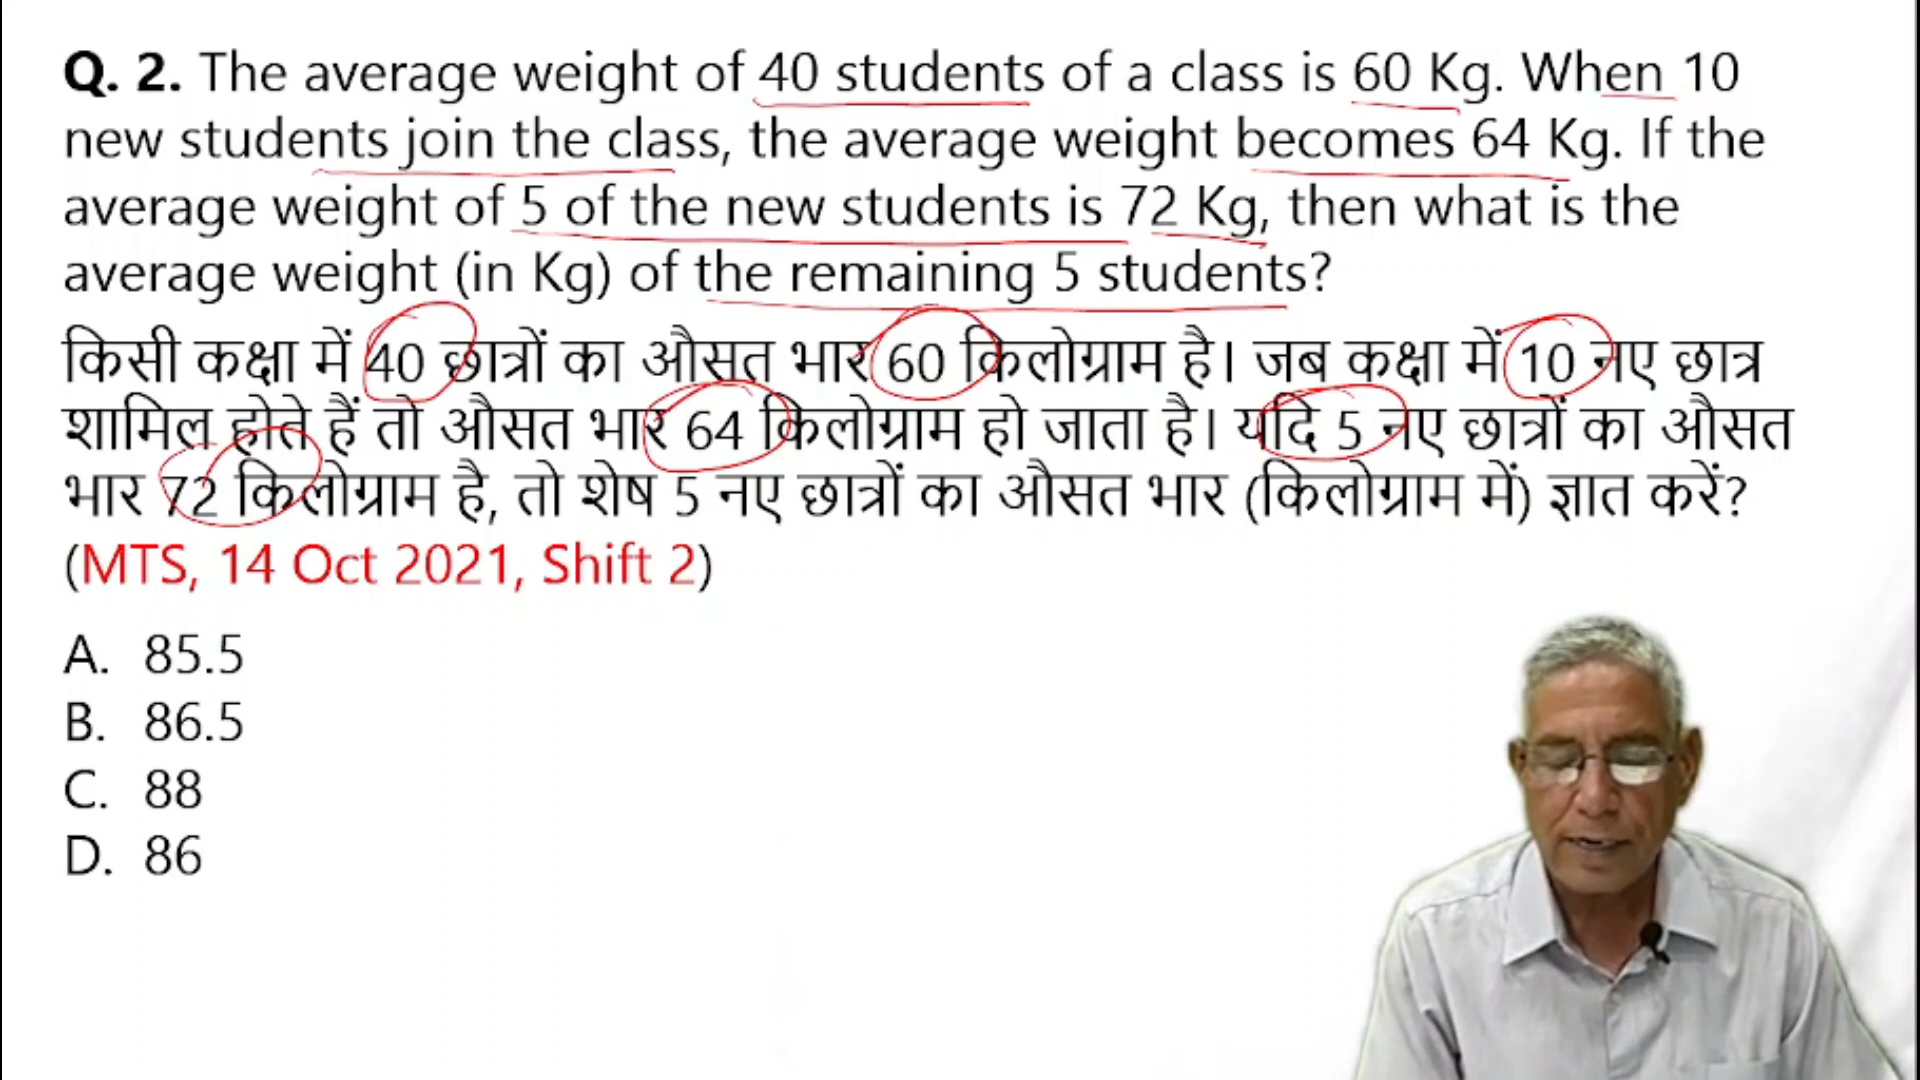 Q. 2. The average weight of 40 students of a class is 60 Kg. When 10
new students join the class, the average weight becomes 64 Kg. If the
average weight of 5 of the new students is 72 Kg, then what is the
average weight (in Kg) of the remaining 5 students?
किसी कक्षा में 40 छात्रों का औसत भार 60 किलोग्राम है। जब कक्षा में 10 नए छात्र
शामिल होते हैं तो औसत भार 64 किलोग्राम हो जाता है। यदि 5 नए छात्रों का औसत
भार 72 किलोग्राम है, तो शेष 5 नए छात्रों का औसत भार (किलोग्राम में) ज्ञात करें?
(MTS, 14 Oct 2021, Shift 2)
A. 85.5
B. 86.5
C. 88
D. 86